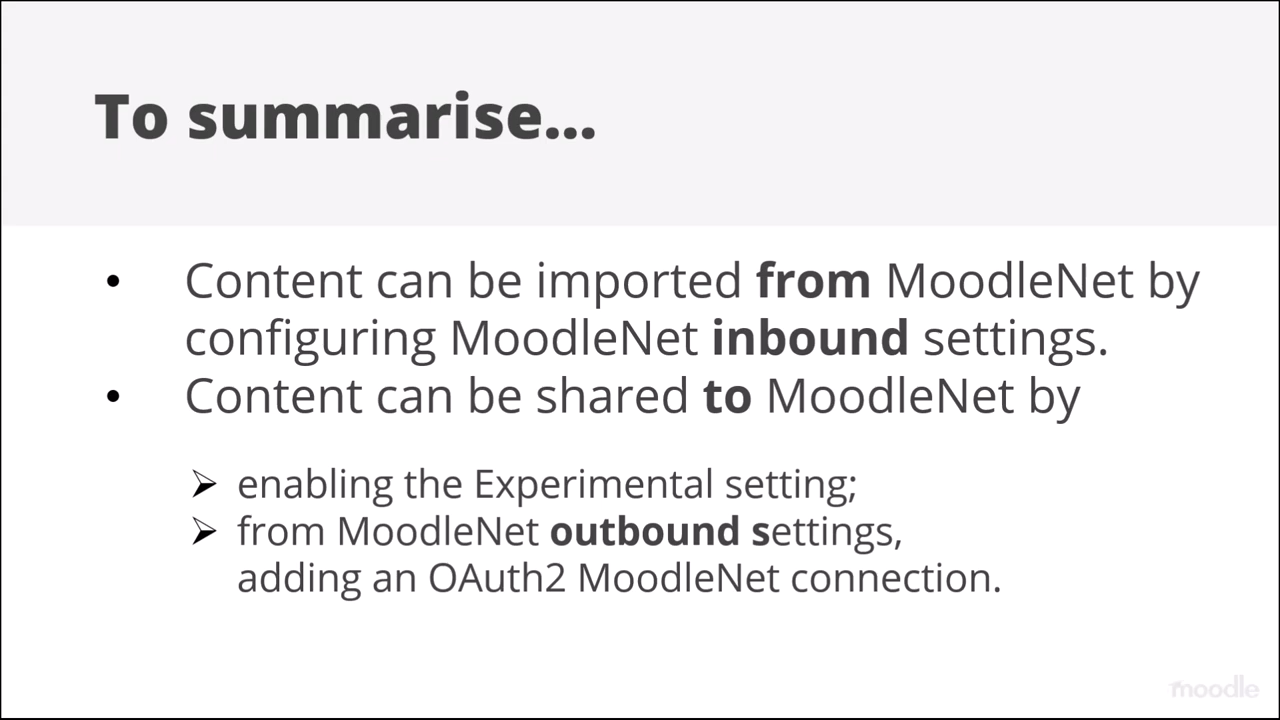 To summarise...
• Content can be imported from MoodleNet by
configuring MoodleNet inbound settings.
• Content can be shared to MoodleNet by
➢ enabling the Experimental setting;
➢ from MoodleNet outbound settings,
adding an OAuth2 MoodleNet connection.
moodle